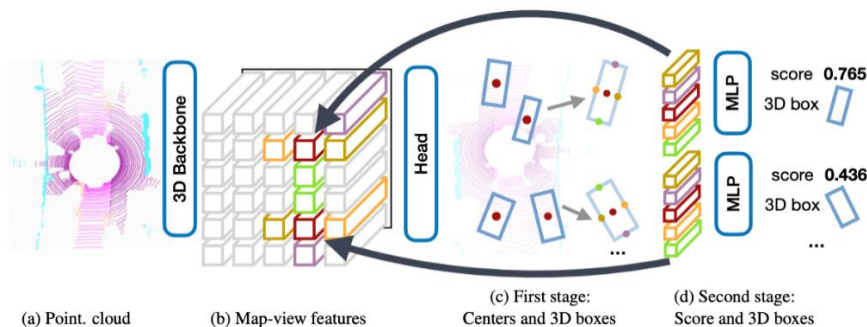 3D Backbone
Head
MLP
score 0.765
3D box
MLP
score 0.436
3D box
...
...
(a) Point. cloud
(b) Map-view features
(c) First stage:
Centers and 3D boxes
(d) Second stage:
Score and 3D boxes